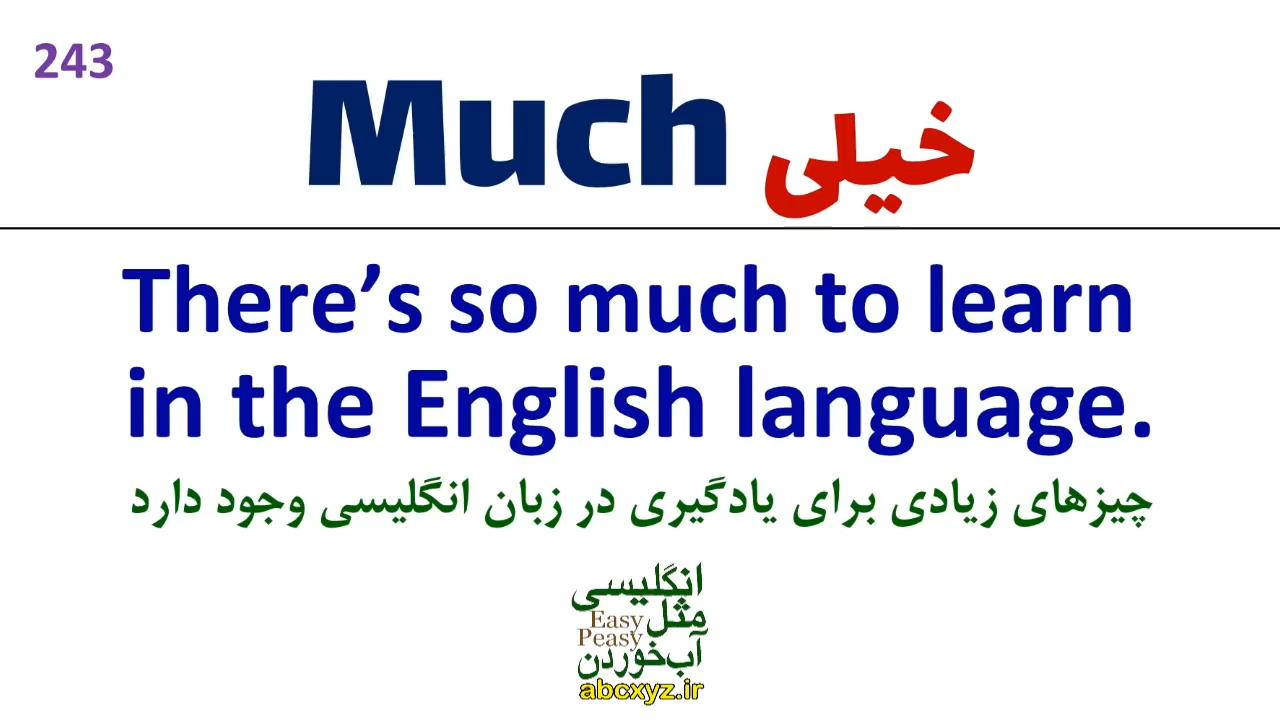 243
Much خیلی
There's so much to learn
in the English language.
چیزهای زیادی برای یادگیری در زبان انگلیسی وجود دارد
انگلیسی
مثل Easy
Peasy
آب‌خوردن
abcxyz.ir